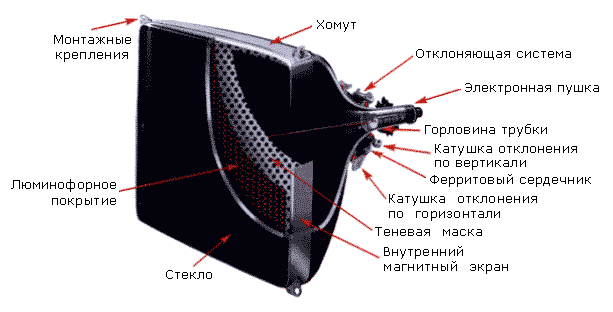 Хомут
Монтажные
крепления
Отклоняющая система
Электронная пушка
Горловина трубки
Катушка отклонения
по вертикали
Ферритовый сердечник
Люминофорное
покрытие
Катушка отклонения
по горизонтали
Теневая маска
Внутренний
магнитный экран
Стекло